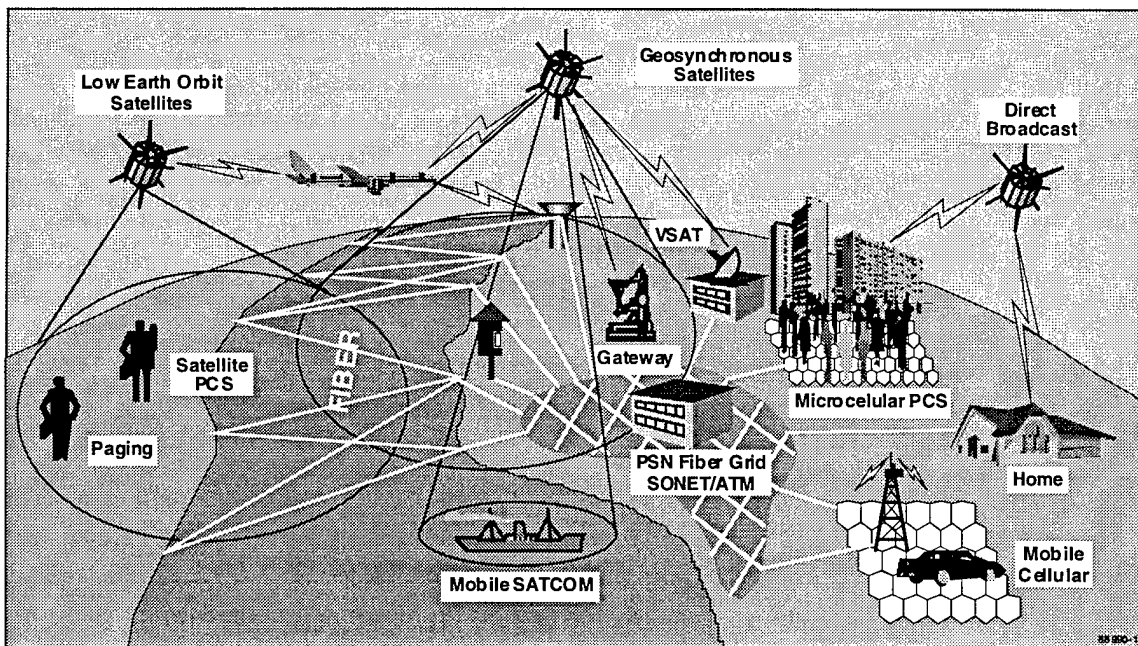 Geosynchronous
Satellites
Low Earth Orbit
Satellites
Direct
Broadcast
VSAT
Satellite
PCS
FIBER
Gateway
Microcelular PCS
Paging
PSN Fiber Grid
SONET/ATM
Home
Mobile SATCOM
Mobile
Cellular